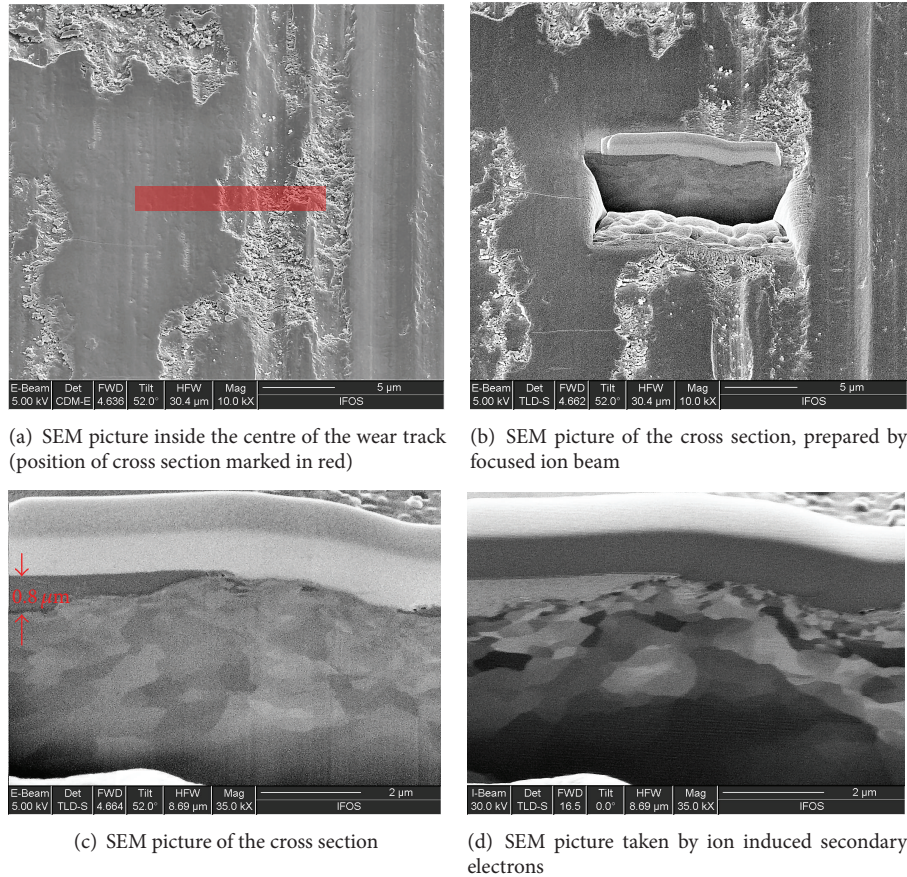 E-Beam Det FWD Tilt HFW Mag 5 µm
5.00 kV CDM-E 4.636 52.0° 30.4 µm 10.0 kX IFOS
E-Beam Det FWD Tilt HFW Mag 5 µm
5.00 kV TLD-S 4.662 52.0° 30.4 µm 10.0 kX IFOS
(a) SEM picture inside the centre of the wear track
(position of cross section marked in red)
(b) SEM picture of the cross section, prepared by
focused ion beam
0.8 µm
E-Beam Det FWD Tilt HFW Mag 2 µm
5.00 kV TLD-S 4.664 52.0° 8.69 µm 35.0 kX IFOS
I-Beam Det FWD Tilt HFW Mag 2 µm
30.0 kV TLD-S 16.5 0.0° 8.69 µm 35.0 kX IFOS
(c) SEM picture of the cross section
(d) SEM picture taken by ion induced secondary
electrons